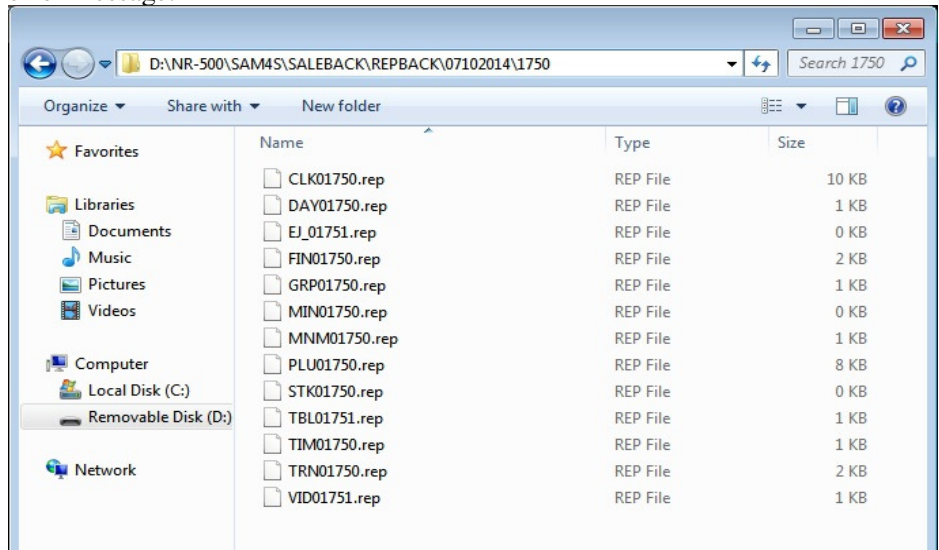 D:\NR-500\SAM4S\SALEBACK\REPBACK\07102014\1750 Search 1750
Organize Share with New folder
Name Type Size
Favorites
Libraries
Documents
Music
Pictures
Videos
Computer
Local Disk (C:)
Removable Disk (D:)
Network
CLK01750.rep REP File 10 KB
DAY01750.rep REP File 1 KB
EJ_01751.rep REP File 0 KB
FIN01750.rep REP File 2 KB
GRP01750.rep REP File 1 KB
MIN01750.rep REP File 0 KB
MNM01750.rep REP File 1 KB
PLU01750.rep REP File 8 KB
STK01750.rep REP File 0 KB
TBL01751.rep REP File 1 KB
TIM01750.rep REP File 1 KB
TRN01750.rep REP File 2 KB
VID01751.rep REP File 1 KB